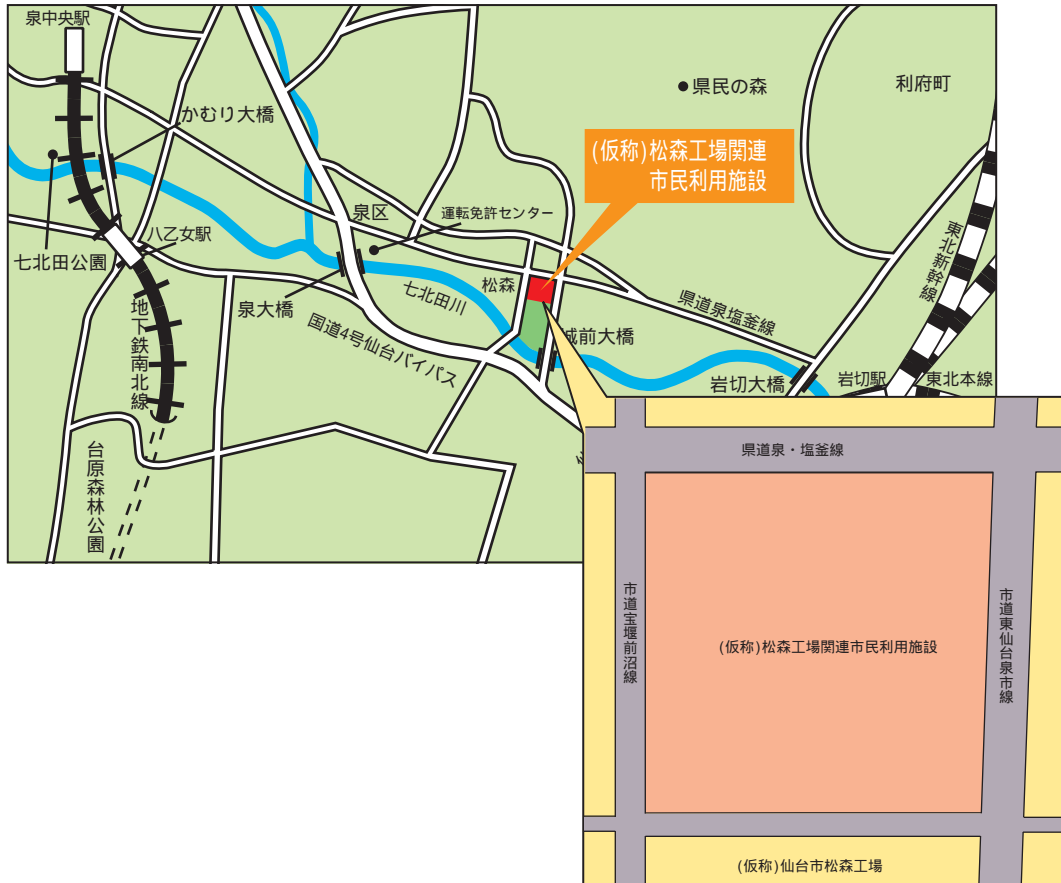 泉中央駅
かむり大橋
県民の森
利府町
(仮称)松森工場関連
市民利用施設
泉区
運転免許センター
八乙女駅
七北田公園
東北新幹線
松森
七北田川
泉大橋
県道泉塩釜線
地下鉄南北線
国道4号仙台バイパス
城前大橋
岩切大橋
岩切駅
東北本線
台原森林公園
県道泉・塩釜線
市道宝堰前沼線
(仮称)松森工場関連市民利用施設
市道東仙台泉市線
(仮称)仙台市松森工場